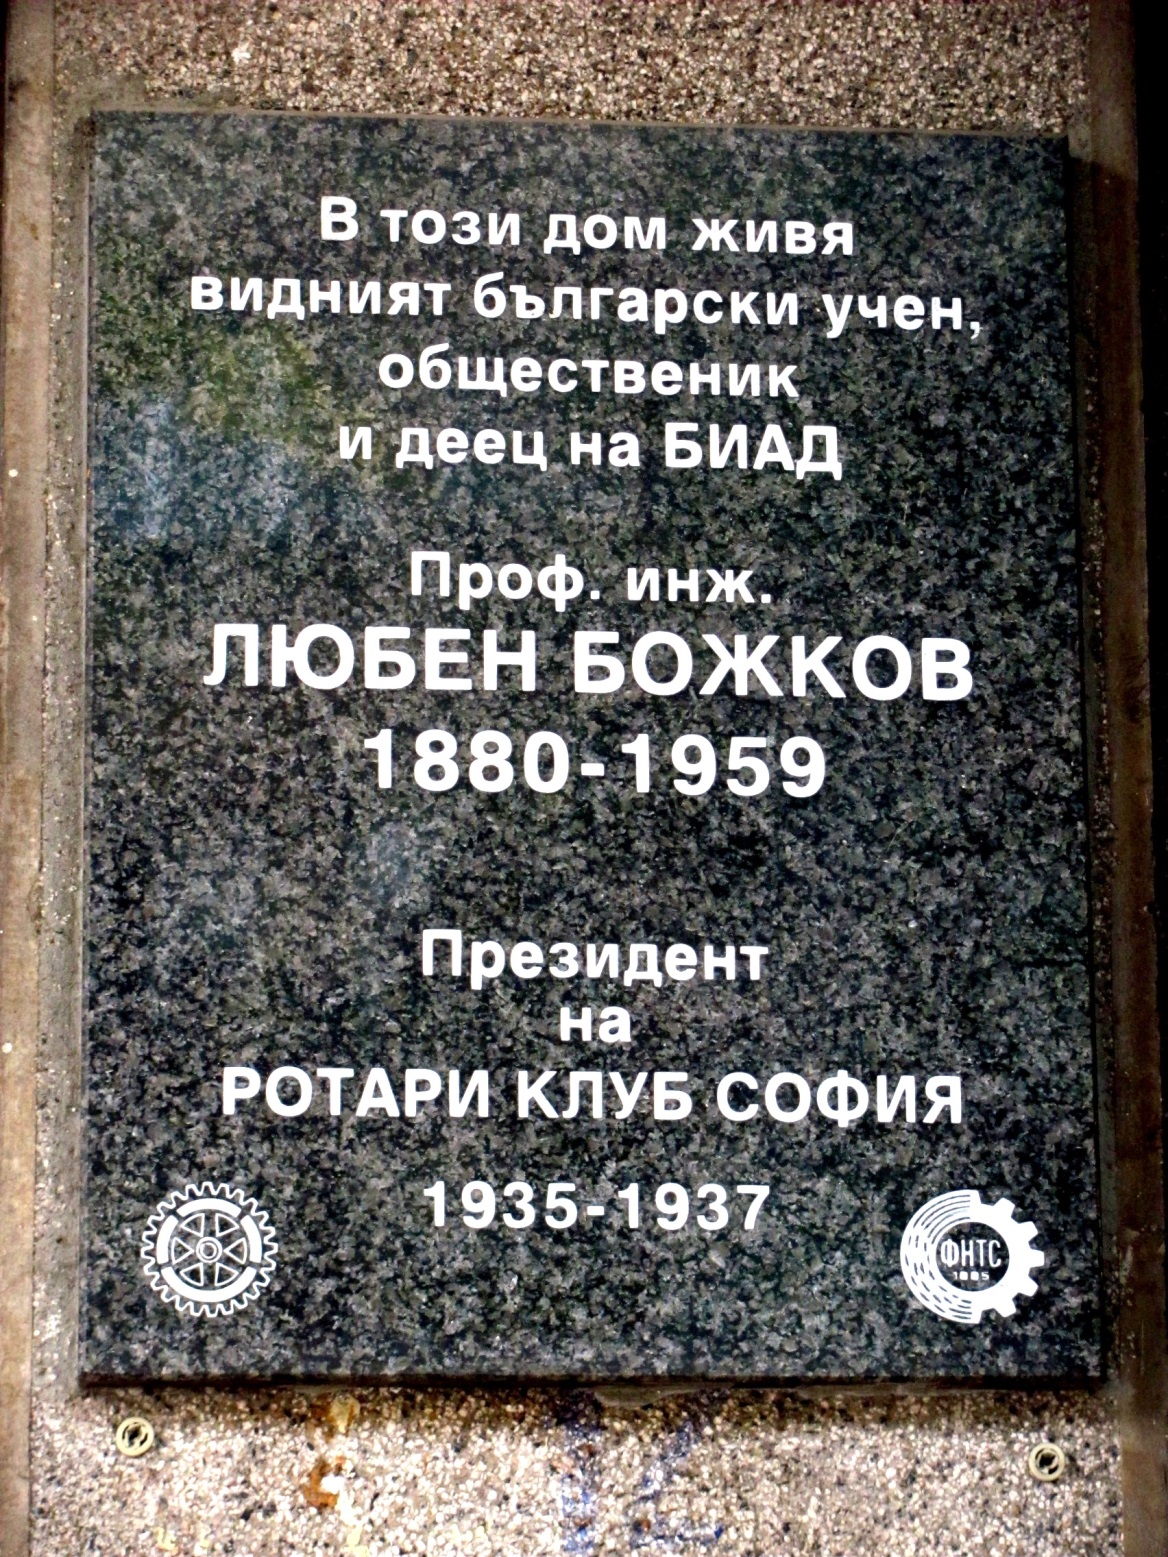 В този дом живя
видният български учен,
общественик
и деец на БИАД
Проф. инж.
ЛЮБЕН БОЖКОВ
1880-1959
Президент
на
РОТАРИ КЛУБ СОФИЯ
1935-1937
ФНТС
1885